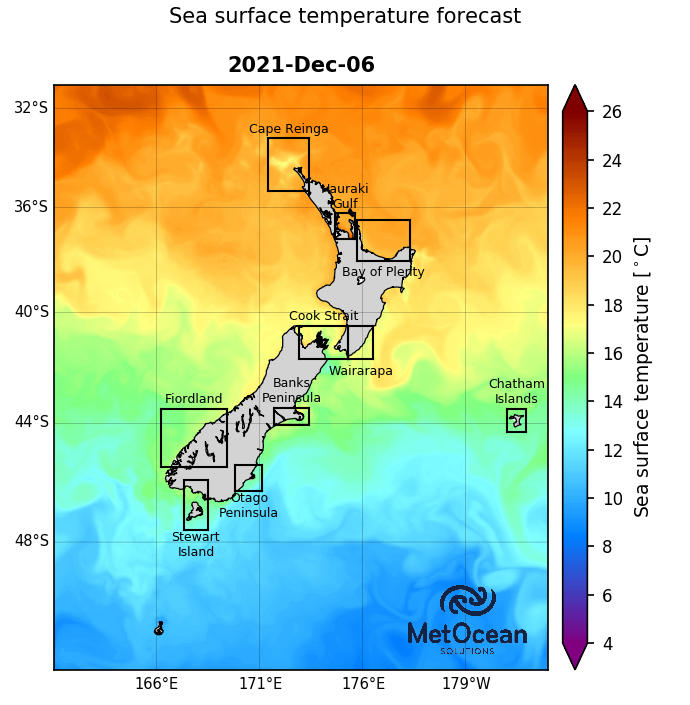 Sea surface temperature forecast
2021-Dec-06
32°S
36°S
40°S
44°S
48°S
166°E
171°E
176°E
179°W
Cape Reinga
Hauraki
Gulf
Bay of Plenty
Cook Strait
Wairarapa
Banks
Peninsula
Fiordland
Chatham
Islands
Otago
Peninsula
Stewart
Island
MetOcean
SOLUTIONS
26
24
22
20
18
16
14
12
10
8
6
4
Sea surface temperature [°C]